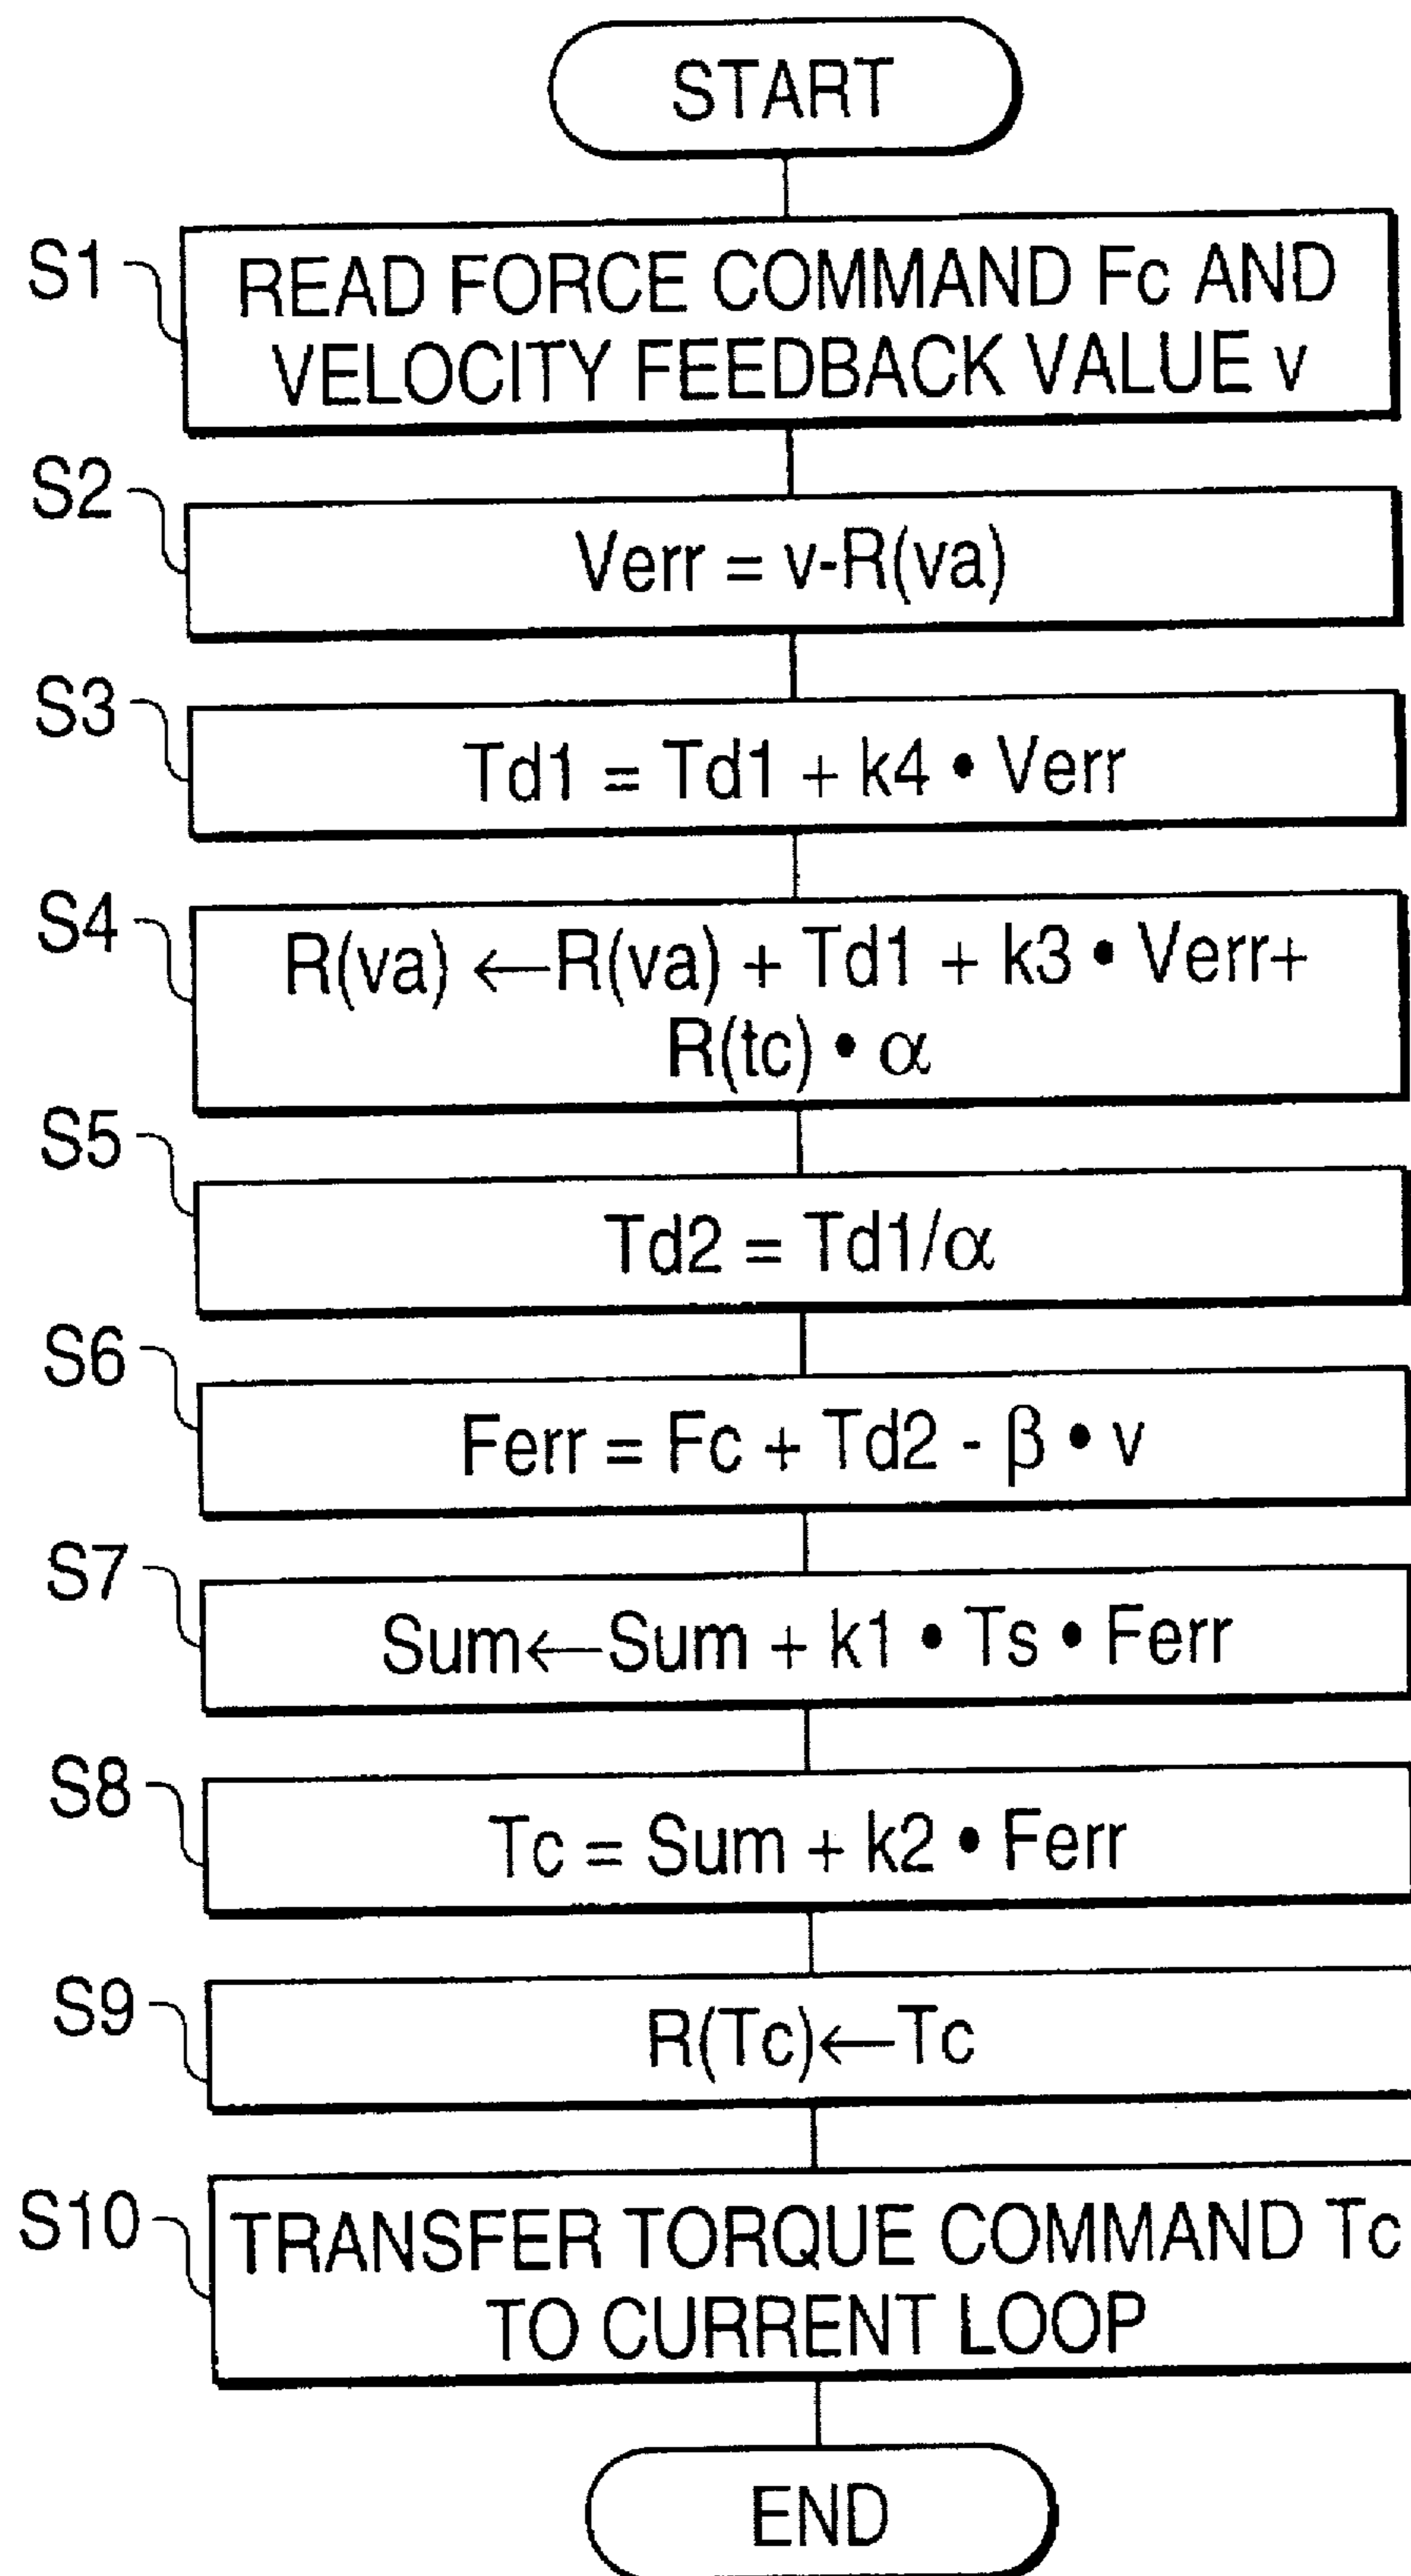 START
S1
READ FORCE COMMAND Fc AND
VELOCITY FEEDBACK VALUE v
S2
Verr = v-R(va)
S3
Td1 = Td1 + k4 • Verr
S4
R(va) ←R(va) + Td1 + k3 • Verr+
R(tc) • α
S5
Td2 = Td1/α
S6
Ferr = Fc + Td2 - β • v
S7
Sum←Sum + k1 • Ts • Ferr
S8
Tc = Sum + k2 • Ferr
S9
R(Tc)←Tc
S10
TRANSFER TORQUE COMMAND Tc
TO CURRENT LOOP
END